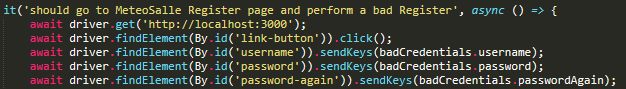 it('should go to MeteoSalle Register page and perform a bad Register', async () => {
await driver.get('http://localhost:3000');
await driver.findElement(By.id('link-button')).click();
await driver.findElement(By.id('username')).sendKeys(badCredentials.username);
await driver.findElement(By.id('password')).sendKeys(badCredentials.password);
await driver.findElement(By.id('password-again')).sendKeys(badCredentials.passwordAgain);